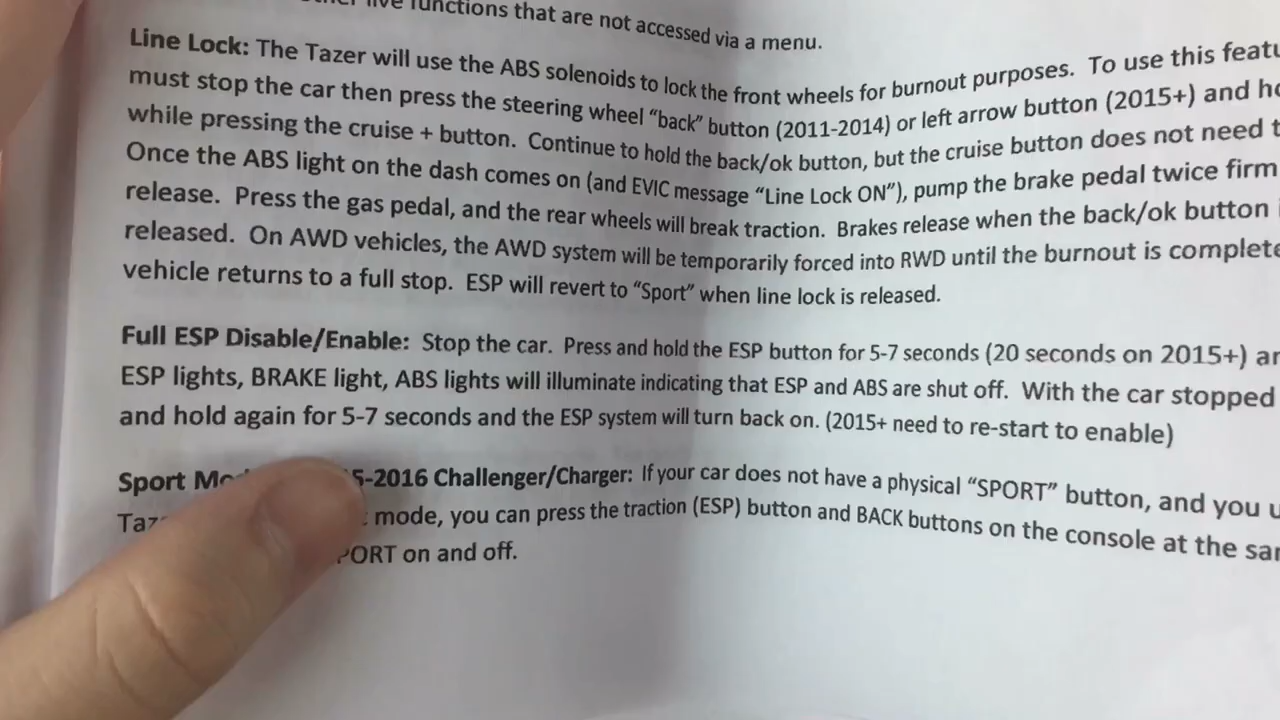 live functions that are not accessed via a menu.
Line Lock: The Tazer will use the ABS solenoids to lock the front wheels for burnout purposes. To use this
must stop the car then press the steering wheel “back” button (2011-2014) or left arrow button (2015+) and
while pressing the cruise + button. Continue to hold the back/ok button, but the cruise button does not need
Once the ABS light on the dash comes on (and EVIC message “Line Lock ON”), pump the brake pedal twice
release. Press the gas pedal, and the rear wheels will break traction. Brakes release when the back/ok button
released. On AWD vehicles, the AWD system will be temporarily forced into RWD until the burnout is
vehicle returns to a full stop. ESP will revert to “Sport” when line lock is released.
Full ESP Disable/Enable: Stop the car. Press and hold the ESP button for 5-7 seconds (20 seconds on 2015+)
ESP lights, BRAKE light, ABS lights will illuminate indicating that ESP and ABS are shut off. With the car stopped
and hold again for 5-7 seconds and the ESP system will turn back on. (2015+ need to re-start to enable)
Sport 5-2016 Challenger/Charger: If your car does not have a physical “SPORT” button, and you
mode, you can press the traction (ESP) button and BACK buttons on the console at the
PORT on and off.